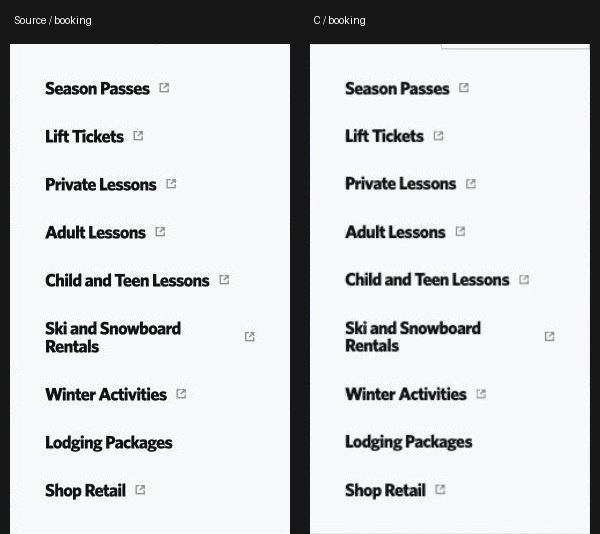 Source / booking
Season Passes
Lift Tickets
Private Lessons
Adult Lessons
Child and Teen Lessons
Ski and Snowboard
Rentals
Winter Activities
Lodging Packages
Shop Retail
C / booking
Season Passes
Lift Tickets
Private Lessons
Adult Lessons
Child and Teen Lessons
Ski and Snowboard
Rentals
Winter Activities
Lodging Packages
Shop Retail